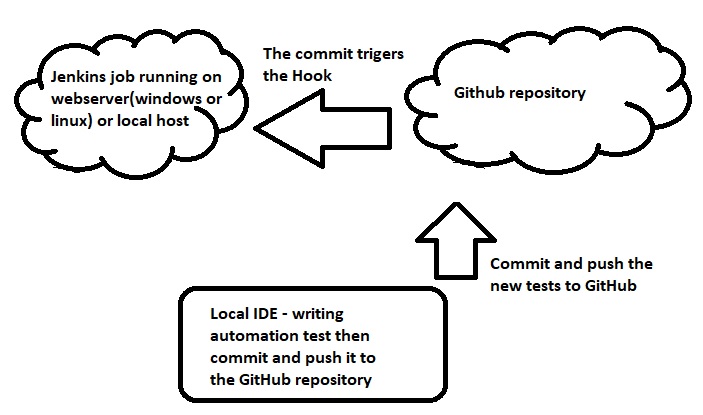 The commit trigers
the Hook
Jenkins job running on
webserver(windows or
linux) or local host
Github repository
Commit and push the
new tests to GitHub
Local IDE - writing
automation test then
commit and push it to
the GitHub repository